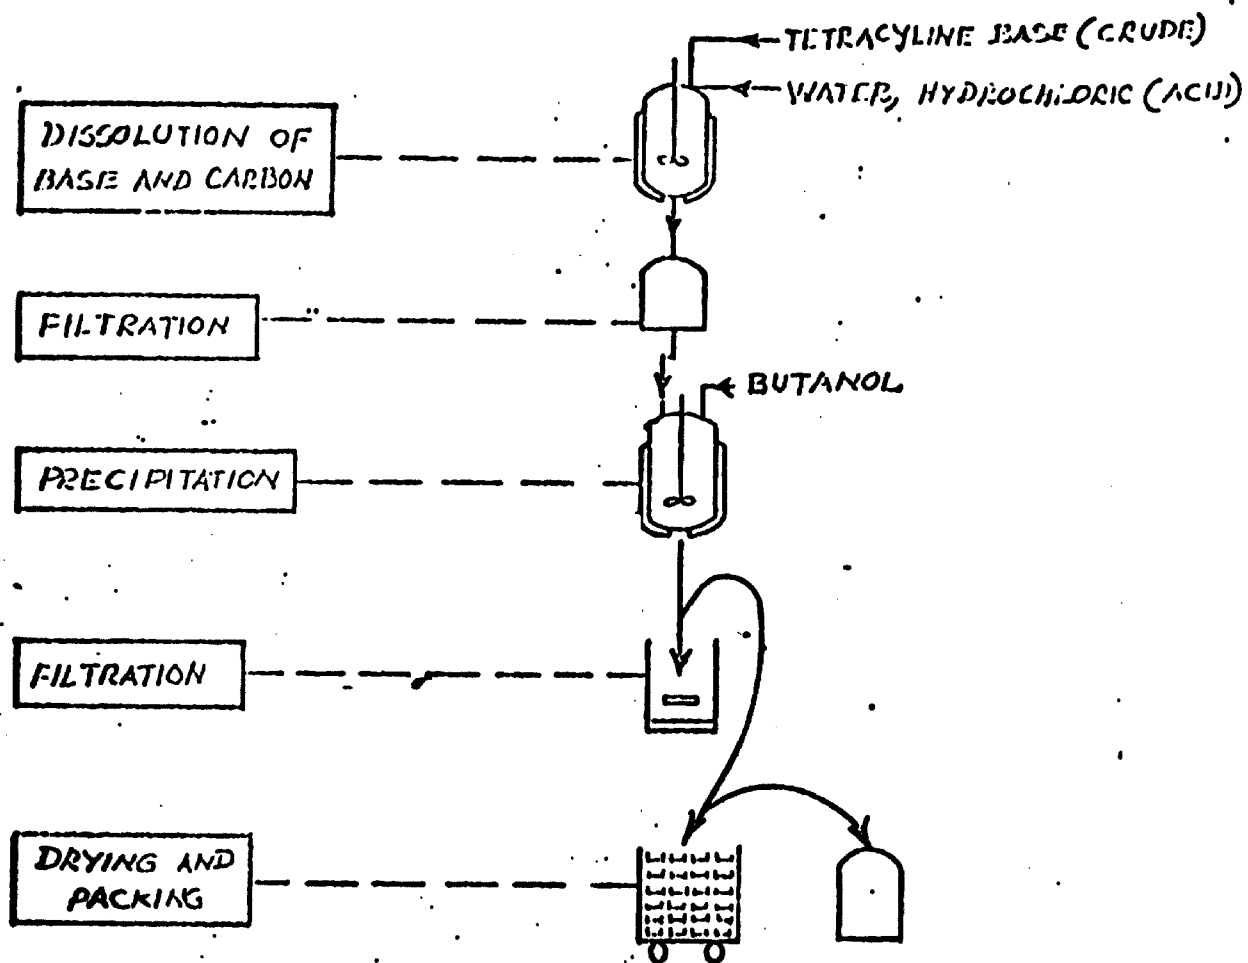 TETRACYLINE BASE (CRUDE)
WATER, HYDROCHLORIC (ACID)
DISSOLUTION OF
BASE AND CARBON
FILTRATION
BUTANOL
PRECIPITATION
FILTRATION
DRYING AND
PACKING